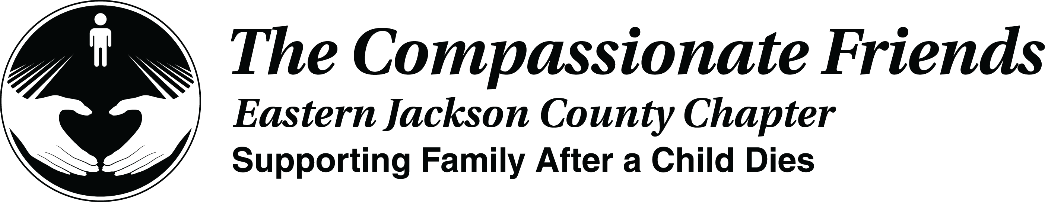 The Compassionate Friends
Eastern Jackson County Chapter
Supporting Family After a Child Dies